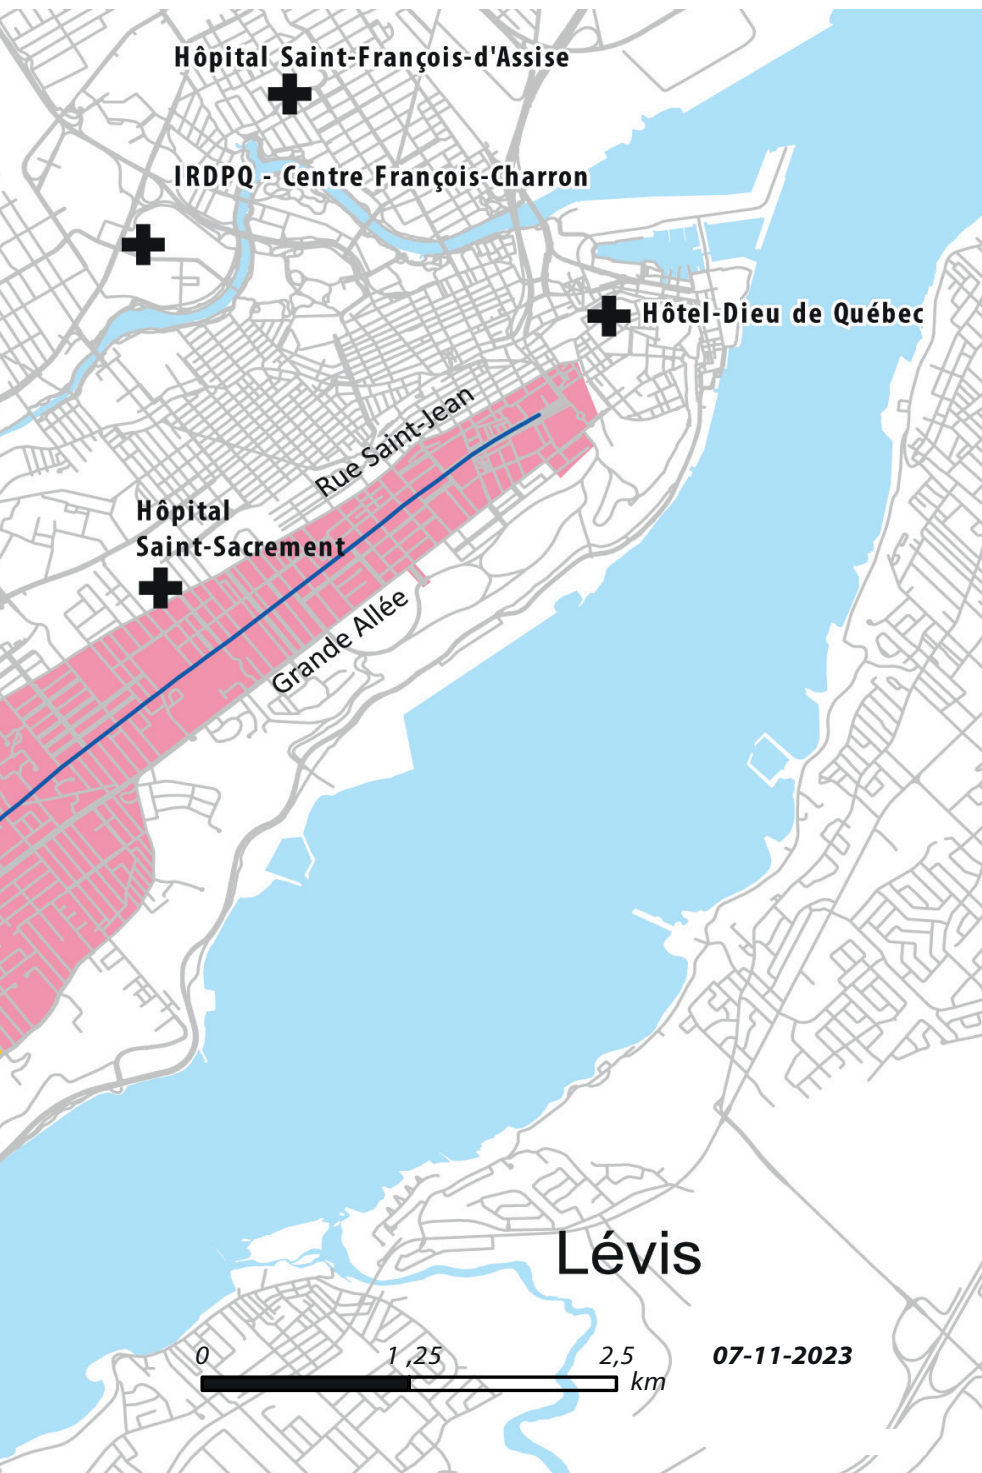 Hôpital Saint-François-d'Assise
IRDPQ - Centre François-Charron
Hôtel-Dieu de Québec
Rue Saint-Jean
Hôpital
Saint-Sacrement
Grande Allée
Lévis
0 1,25 2,5 km
07-11-2023